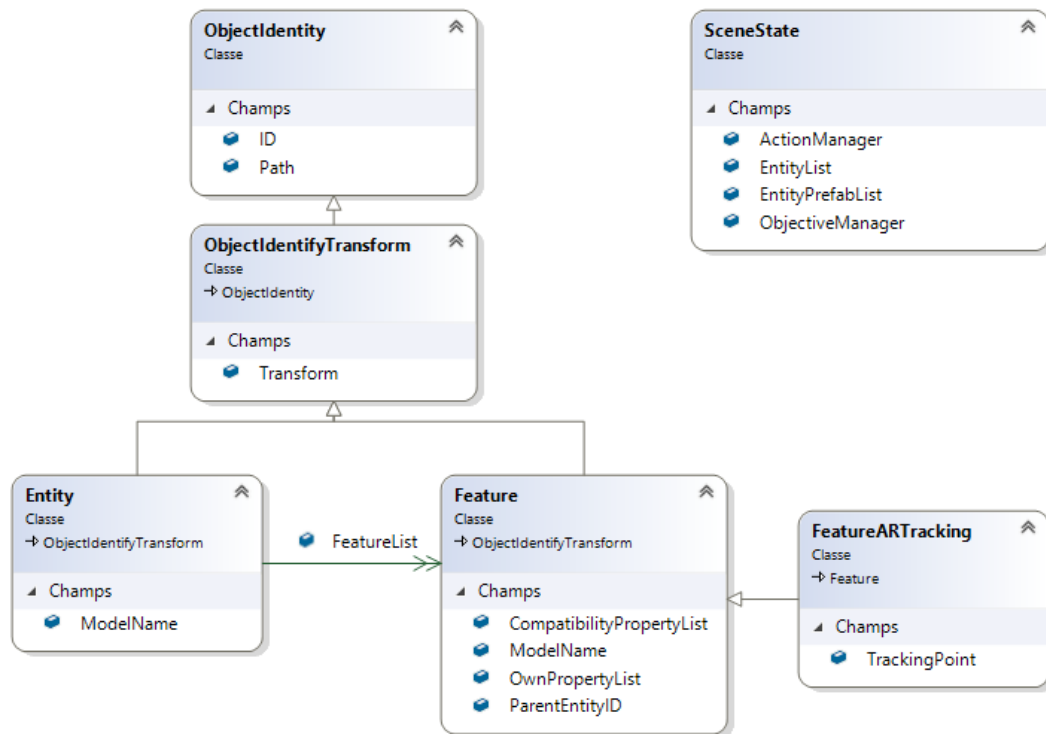 ObjectIdentity
Classe
Champs
ID
Path
SceneState
Classe
Champs
ActionManager
EntityList
EntityPrefabList
ObjectiveManager
ObjectIdentifyTransform
Classe
ObjectIdentity
Champs
Transform
Entity
Classe
ObjectIdentifyTransform
Champs
ModelName
FeatureList
Feature
Classe
ObjectIdentifyTransform
Champs
CompatibilityPropertyList
ModelName
OwnPropertyList
ParentEntityID
FeatureARTracking
Classe
Feature
Champs
TrackingPoint